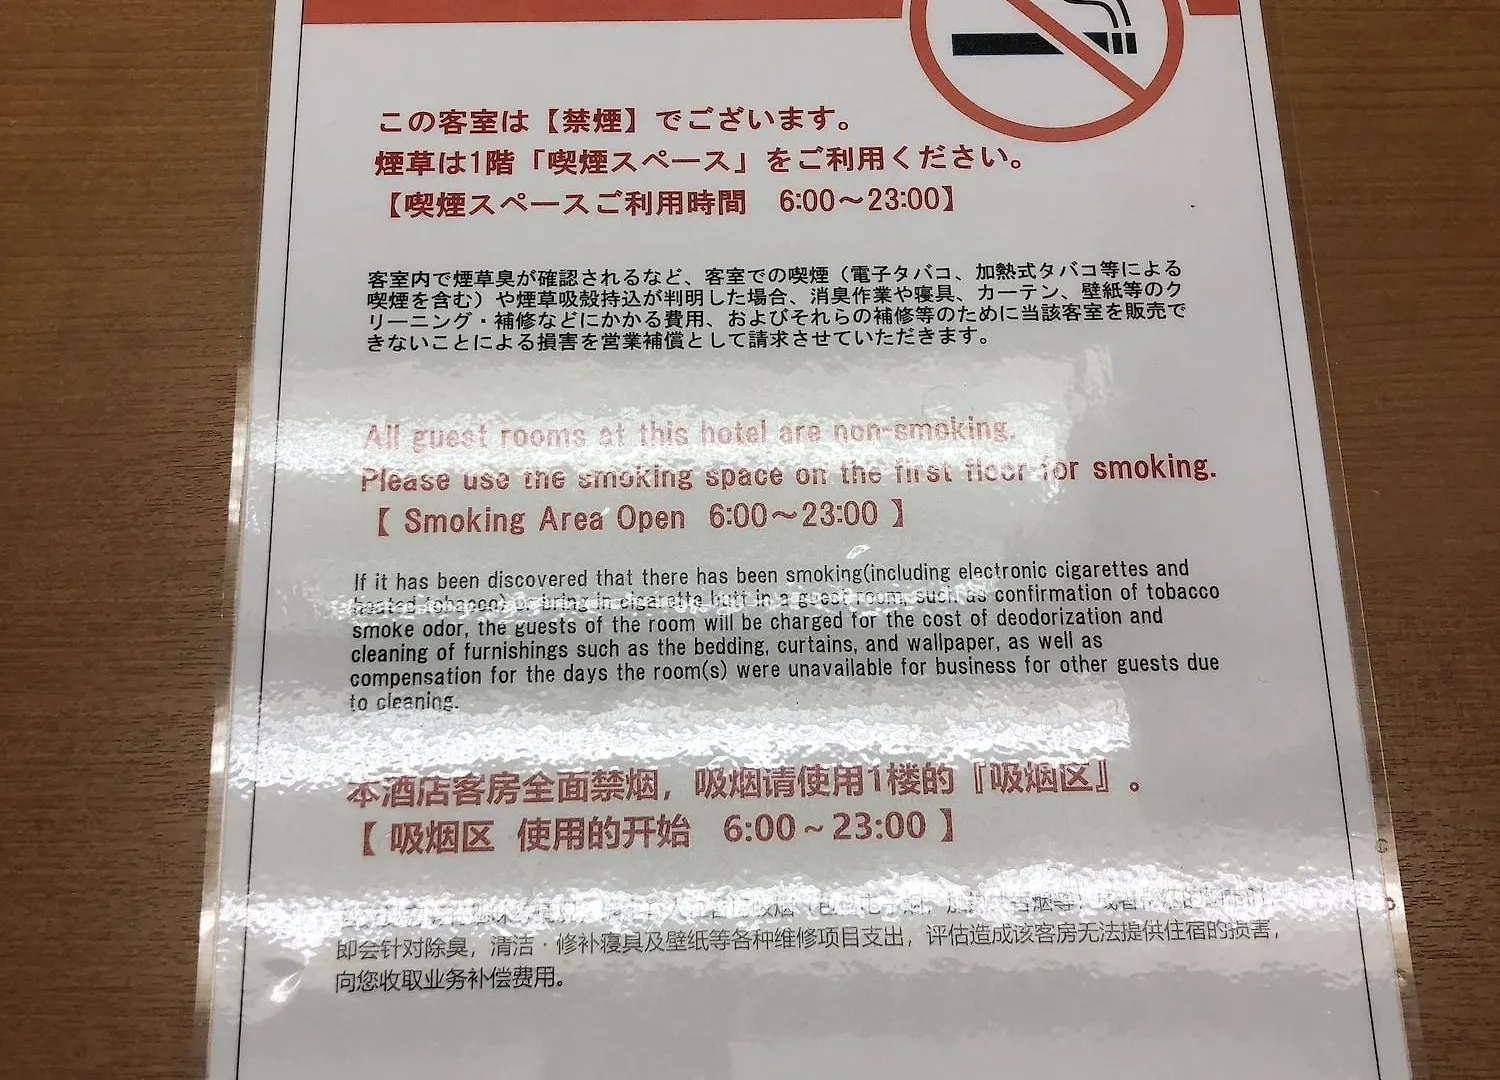 この客室は【禁煙】でございます。
煙草は1階「喫煙スペース」をご利用ください。
【喫煙スペースご利用時間　6:00～23:00】
客室内で煙草臭が確認されるなど、客室での喫煙（電子タバコ、加熱式タバコ等による
喫煙を含む）や煙草吸殻持込が判明した場合、消臭作業や寝具、カーテン、壁紙等のク
リーニング・補修などにかかる費用、およびそれらの補修等のために当該客室を販売で
きないことによる損害を営業補償として請求させていただきます。
All guest rooms at this hotel are non-smoking.
Please use the smoking space on the first floor for smoking.
【 Smoking Area Open 6:00～23:00 】
If it has been discovered that there has been smoking(including electronic cigarettes and
heated tobacco) bring in cigarette butt in a guest room, such as confirmation of tobacco
smoke odor, the guests of the room will be charged for the cost of deodorization and
cleaning of furnishings such as the bedding, curtains, and wallpaper, as well as
compensation for the days the room(s) were unavailable for business for other guests due
to cleaning.
本酒店客房全面禁烟，吸烟请使用1楼的『吸烟区』。
【 吸烟区 使用的开始 6:00~23:00 】
即会针对除臭，清洁·修补寝具及壁纸等各种维修项目支出，评估造成该客房无法提供住宿的损害，
向您收取业务补偿费用。